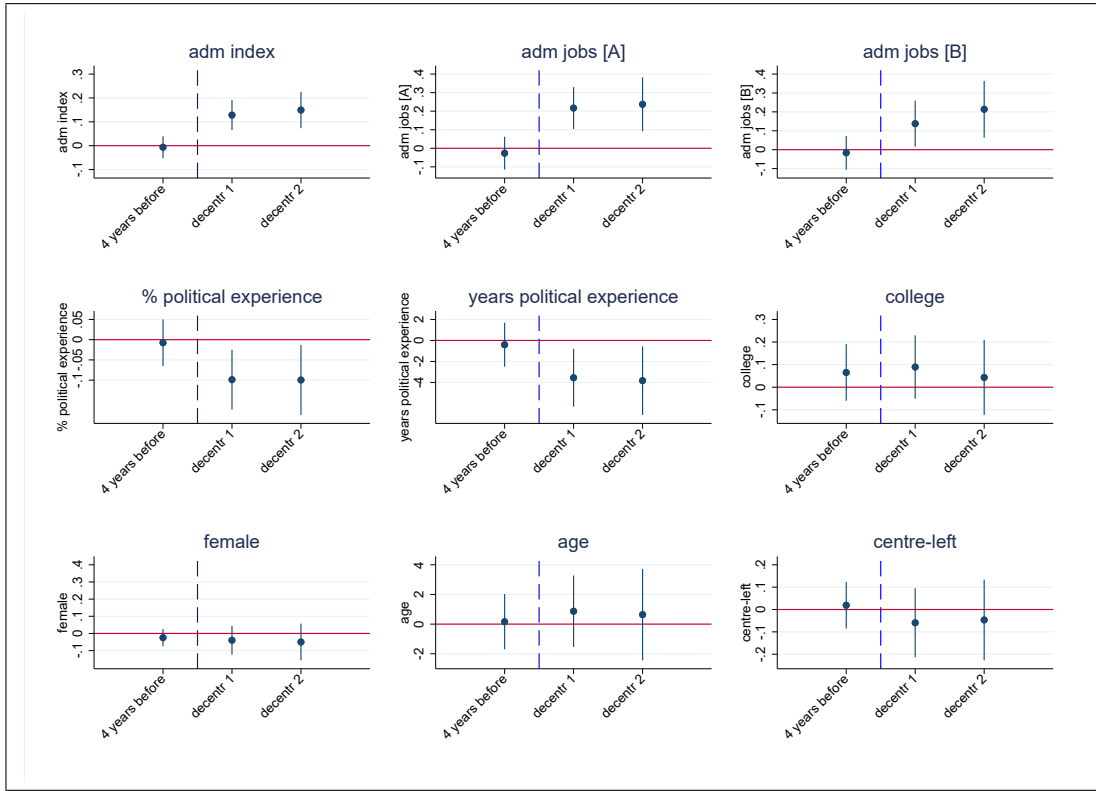 adm index
adm index
-.1 0 .1 .2 .3
4 years before
decentr 1
decentr 2
adm jobs [A]
adm jobs [A]
-.1 0 .1 .2 .3 .4
4 years before
decentr 1
decentr 2
adm jobs [B]
adm jobs [B]
-.1 0 .1 .2 .3 .4
4 years before
decentr 1
decentr 2
% political experience
% political experience
-.1 -.05 0 .05
4 years before
decentr 1
decentr 2
years political experience
years political experience
-4 -2 0 2
4 years before
decentr 1
decentr 2
college
college
-.1 0 .1 .2 .3
4 years before
decentr 1
decentr 2
female
female
-.1 0 .1 .2 .3 .4
4 years before
decentr 1
decentr 2
age
age
-2 0 2 4
4 years before
decentr 1
decentr 2
centre-left
centre-left
-.2 -.1 0 .1 .2
4 years before
decentr 1
decentr 2